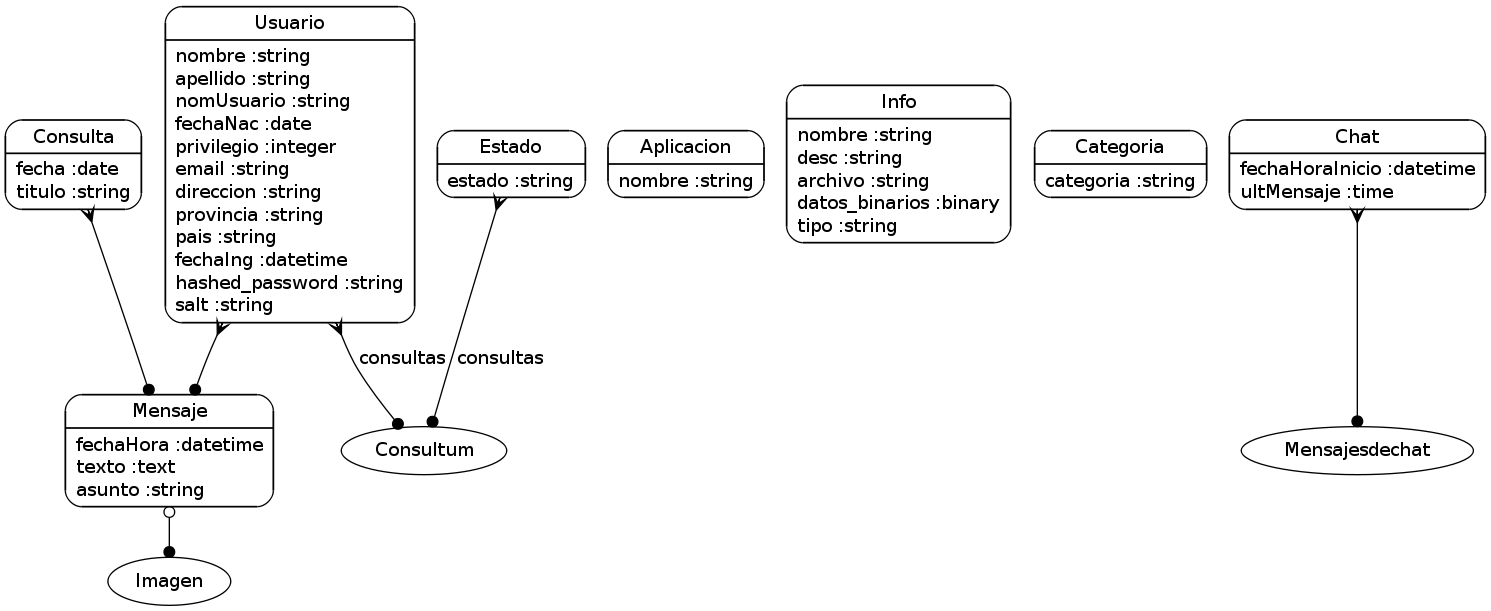 Consulta
fecha :date
titulo :string
Usuario
nombre :string
apellido :string
nomUsuario :string
fechaNac :date
privilegio :integer
email :string
direccion :string
provincia :string
pais :string
fechaIng :datetime
hashed_password :string
salt :string
Estado
estado :string
Aplicacion
nombre :string
Info
nombre :string
desc :string
archivo :string
datos_binarios :binary
tipo :string
Categoria
categoria :string
Chat
fechaHoraInicio :datetime
ultMensaje :time
consultas
consultas
Mensaje
fechaHora :datetime
texto :text
asunto :string
Consultum
Mensajesdechat
Imagen